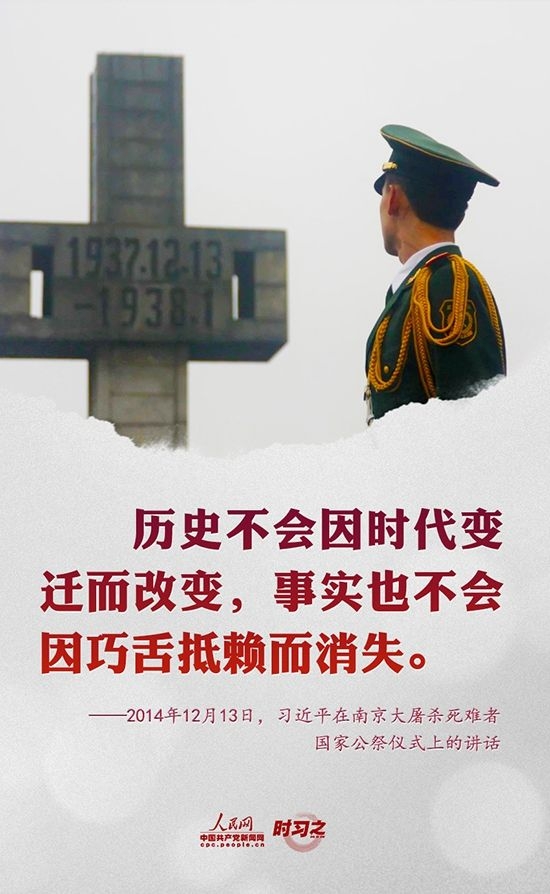 1937.12.13
-1938.1
历史不会因时代变
迁而改变，事实也不会
因巧舌抵赖而消失。
——2014年12月13日，习近平在南京大屠杀死难者
国家公祭仪式上的讲话
人民网
中国共产党新闻网
cpc.people.com.cn
时习之